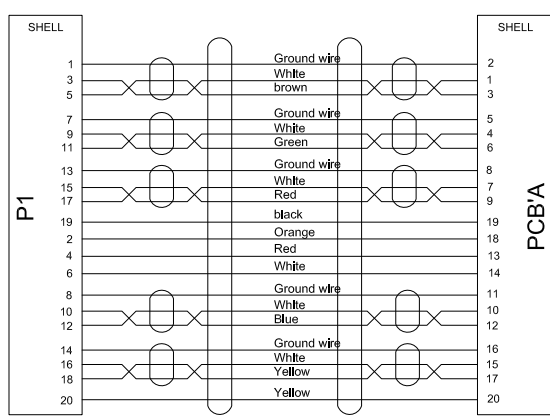 SHELL SHELL
1 Ground wire 2
3 White 1
5 brown 3
7 Ground wire 5
9 White 4
11 Green 6
13 Ground wire 8
15 White 7
17 Red 9
19 black 19
2 Orange 18
4 Red 13
6 White 14
8 Ground wire 11
10 White 10
12 Blue 12
14 Ground wire 16
16 White 15
18 Yellow 17
20 Yellow 20
P1
PCB'A